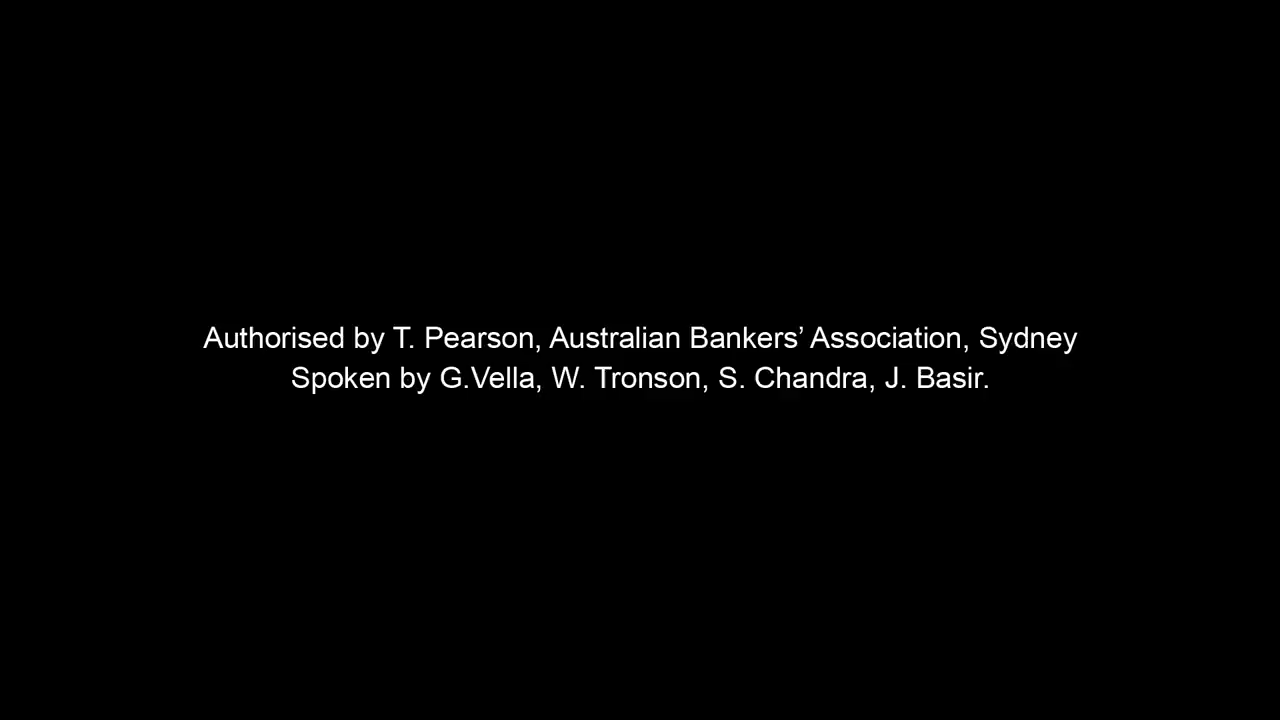 Authorised by T. Pearson, Australian Bankers’ Association, Sydney
Spoken by G.Vella, W. Tronson, S. Chandra, J. Basir.